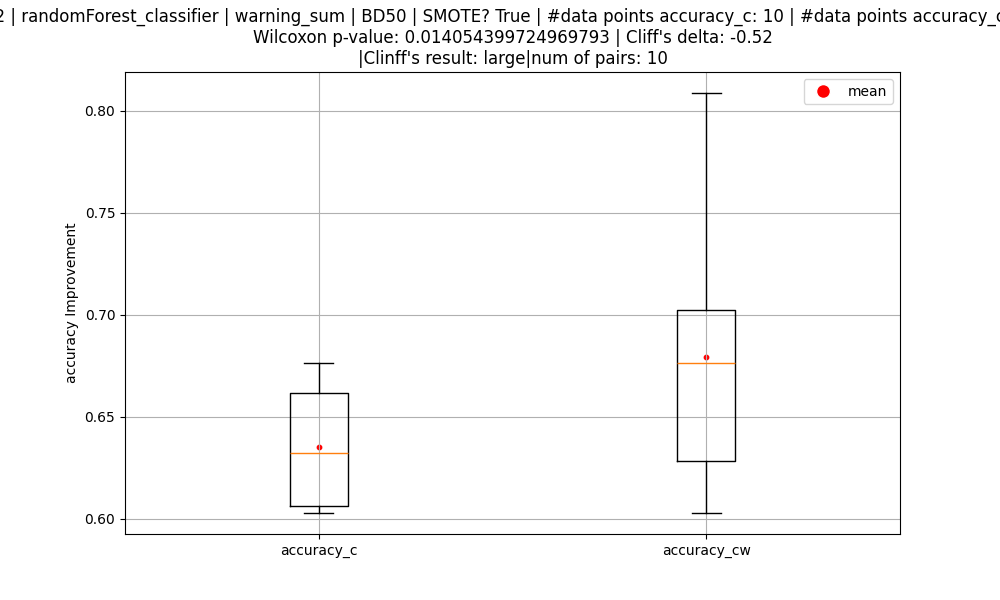 2 | randomForest_classifier | warning_sum | BD50 | SMOTE? True | #data points accuracy_c: 10 | #data points accuracy_c
Wilcoxon p-value: 0.014054399724969793 | Cliff's delta: -0.52
|Clinff's result: large|num of pairs: 10
mean
0.80
0.75
0.70
0.65
0.60
accuracy Improvement
accuracy_c
accuracy_cw